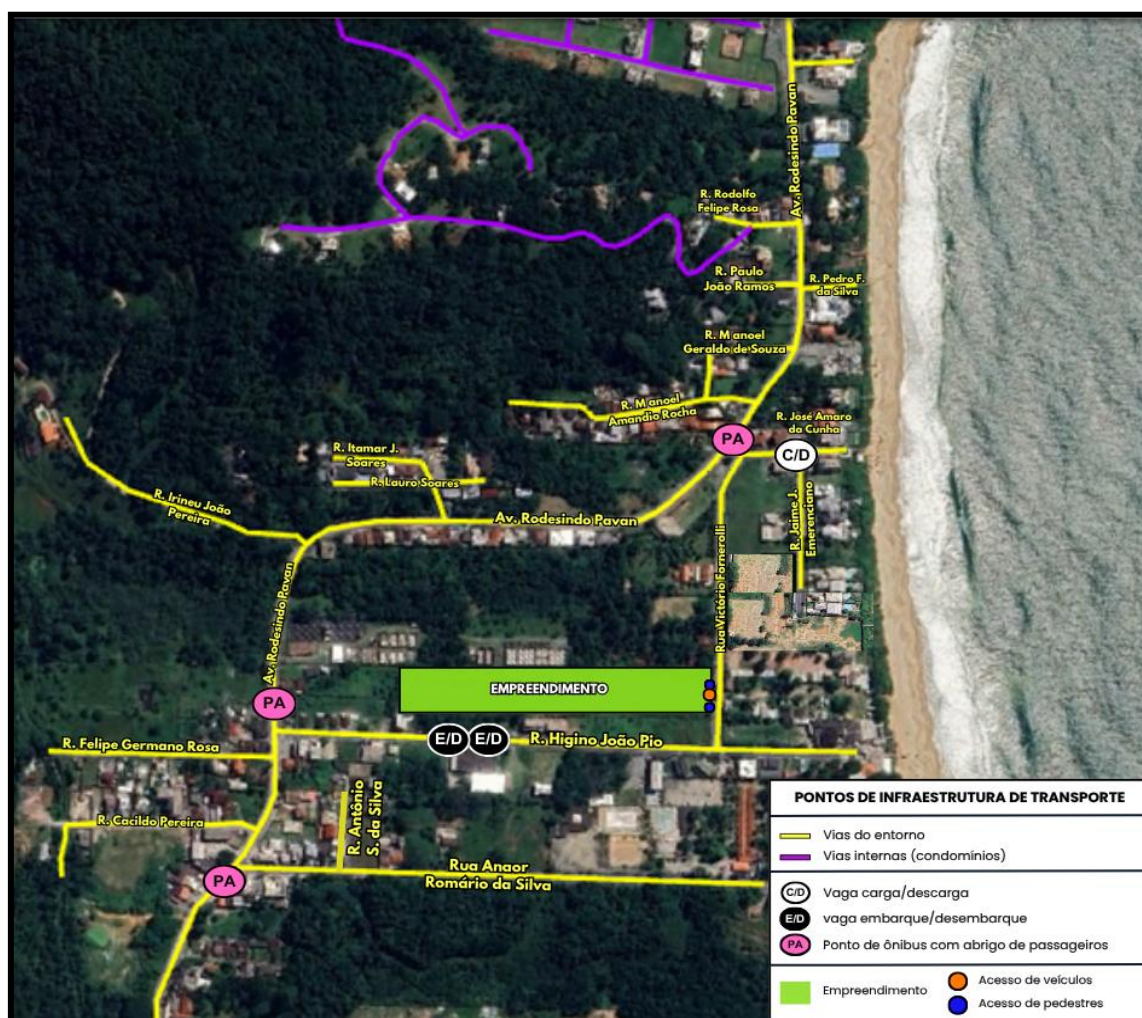 Av. Rodesindo Pavan
R. Rodolfo
Felipe Rosa
R. Paulo
João Ramos
R. Pedro F.
da Silva
R. Manoel
Geraldo de Souza
R. Manoel
Amandio Rocha
R. José Amaro
da Cunha
PA
C/D
R. Itamar J.
Soares
R. Lauro Soares
R. Irineu João
Pereira
Av. Rodesindo Pavan
R. Jaime J.
Emerenciano
Rua Victório Fornerolli
Av. Rodesindo Pavan
EMPREENDIMENTO
PA
E/D
E/D
R. Higino João Pio
R. Felipe Germano Rosa
R. Antônio
S. da Silva
R. Cacildo Pereira
PA
Rua Anaor
Romário da Silva
PONTOS DE INFRAESTRUTURA DE TRANSPORTE
Vias do entorno
Vias internas (condomínios)
C/D Vaga carga/descarga
E/D vaga embarque/desembarque
PA Ponto de ônibus com abrigo de passageiros
Empreendimento
Acesso de veículos
Acesso de pedestres